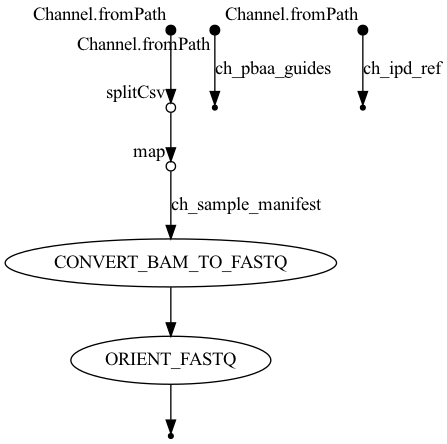 Channel.fromPath
Channel.fromPath
Channel.fromPath
ch_pbaa_guides
ch_ipd_ref
splitCsv
map
ch_sample_manifest
CONVERT_BAM_TO_FASTQ
ORIENT_FASTQ